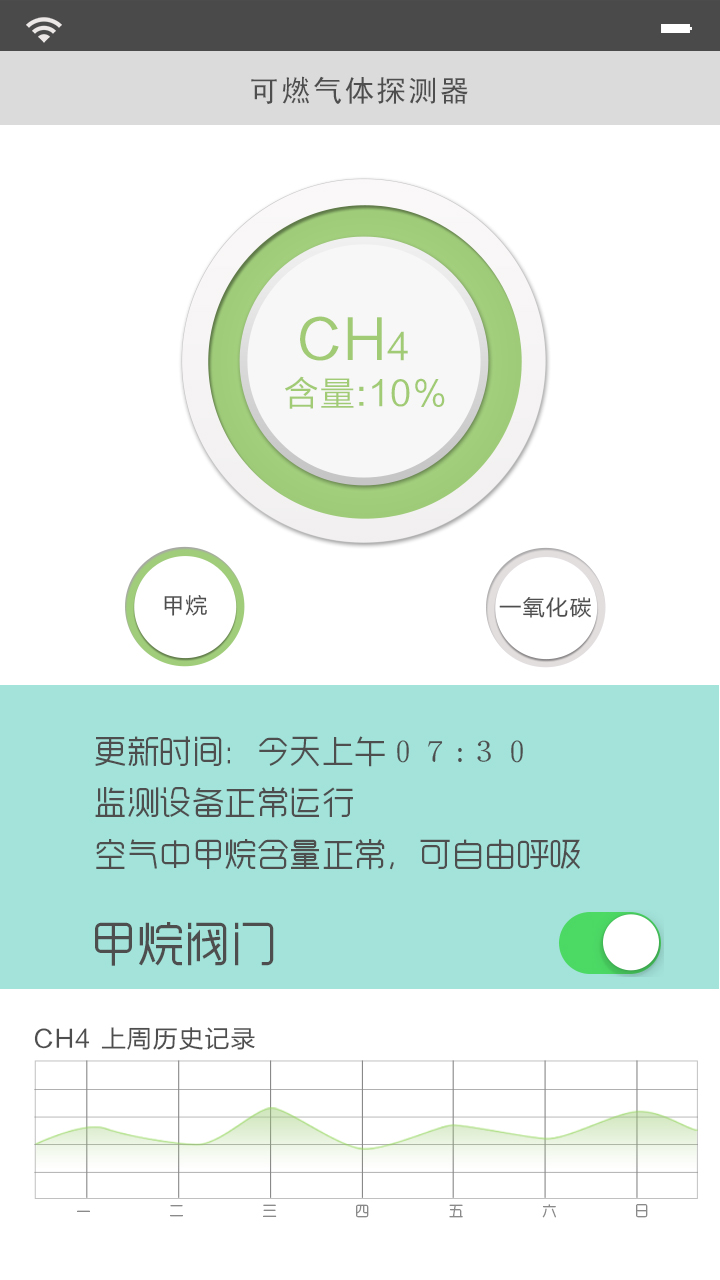 可燃气体探测器
CH4
含量:10%
甲烷
一氧化碳
更新时间: 今天上午07:30
监测设备正常运行
空气中甲烷含量正常, 可自由呼吸
甲烷阀门
CH4 上周历史记录
一 二 三 四 五 六 日